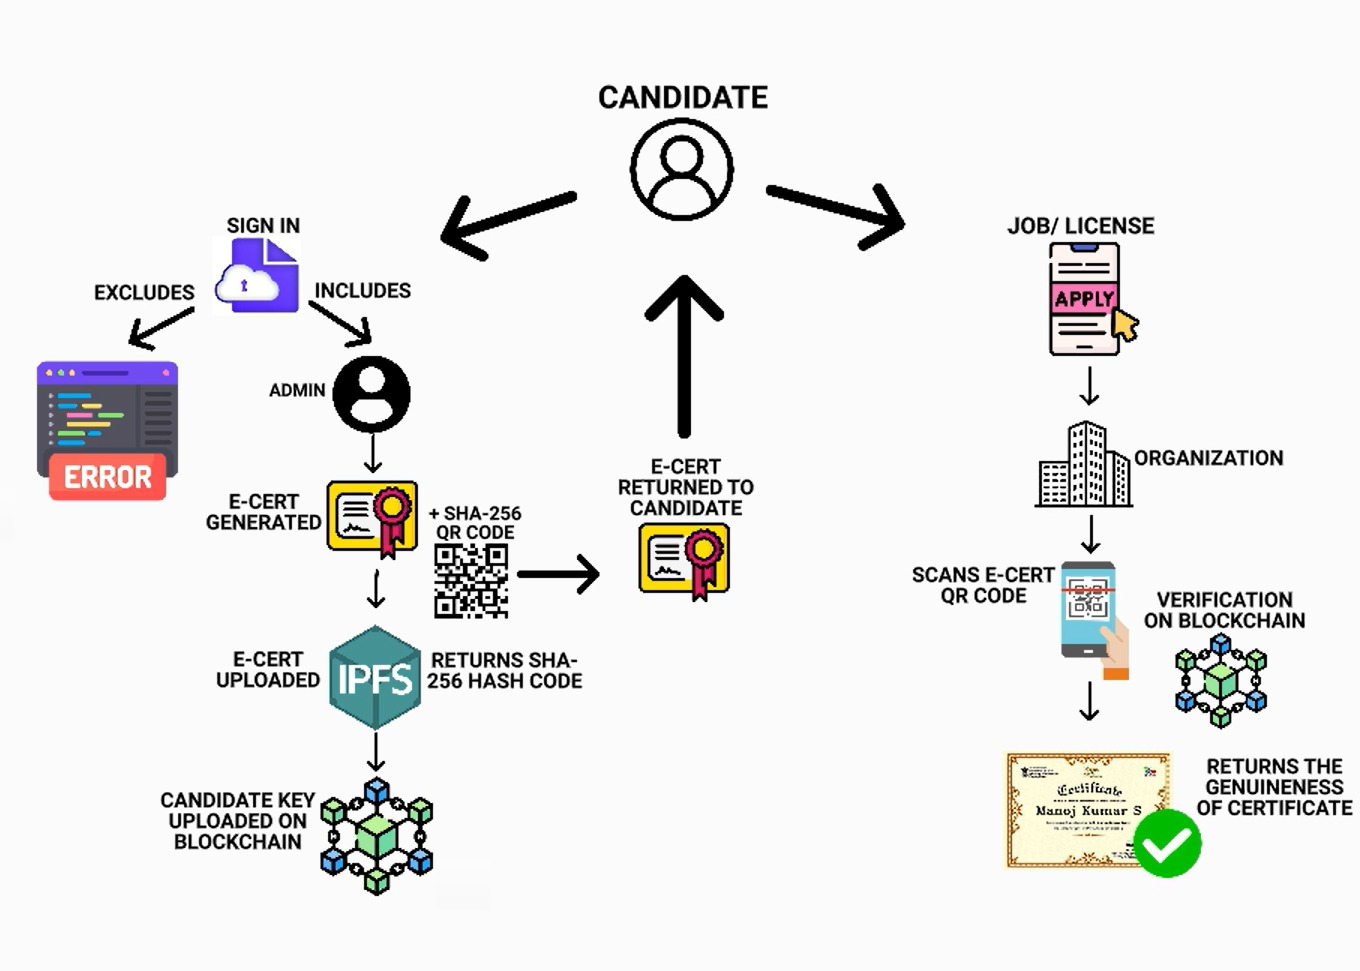 CANDIDATE
SIGN IN
EXCLUDES
INCLUDES
ERROR
ADMIN
E-CERT
GENERATED
+ SHA-256
QR CODE
E-CERT
UPLOADED
IPFS
RETURNS SHA-
256 HASH CODE
CANDIDATE KEY
UPLOADED ON
BLOCKCHAIN
E-CERT
RETURNED TO
CANDIDATE
JOB/ LICENSE
APPLY
ORGANIZATION
SCANS E-CERT
QR CODE
VERIFICATION
ON BLOCKCHAIN
Certificate
Manoj Kumar S
RETURNS THE
GENUINENESS
OF CERTIFICATE